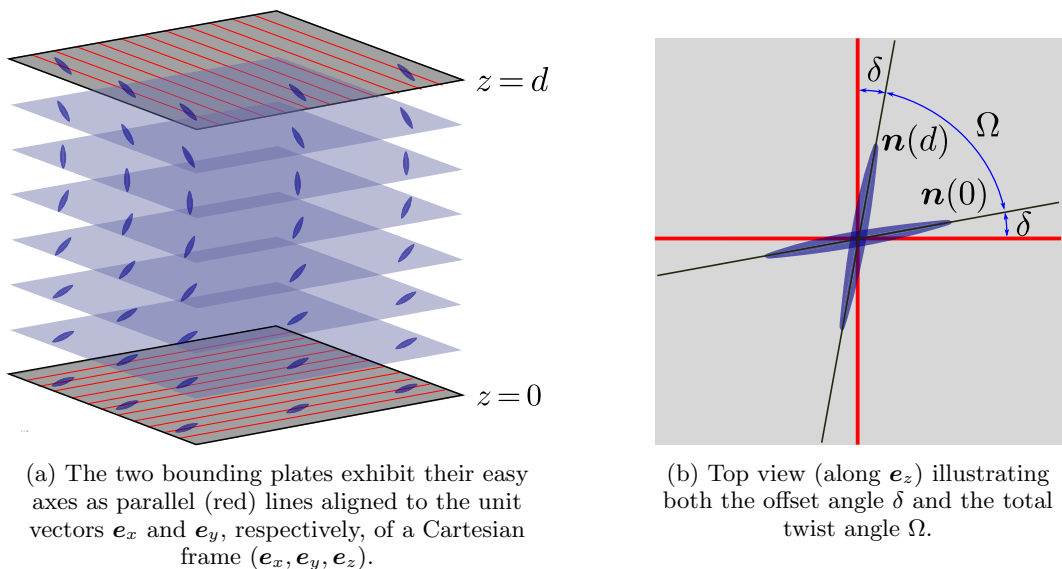 z = d
z = 0
δ
Ω
n(d)
n(0)
δ
(a) The two bounding plates exhibit their easy
axes as parallel (red) lines aligned to the unit
vectors eₓ and e_y, respectively, of a Cartesian
frame (eₓ, e_y, e_z).
(b) Top view (along e_z) illustrating
both the offset angle δ and the total
twist angle Ω.